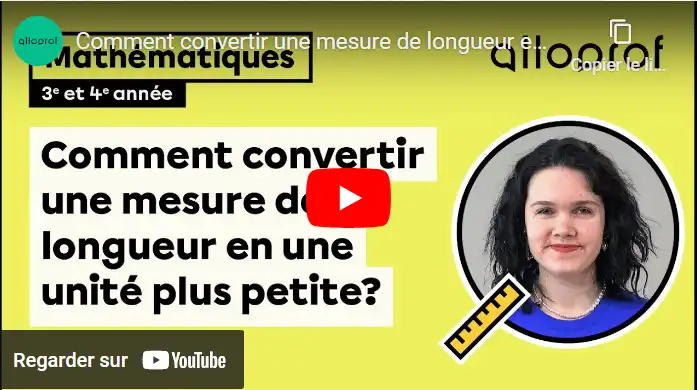 alloprof
Comment convertir une mesure de longueur e...
alloprof
Copier le li...
Mathématiques
3e et 4e année
Comment convertir
une mesure de
longueur en une
unité plus petite?
Regarder sur YouTube